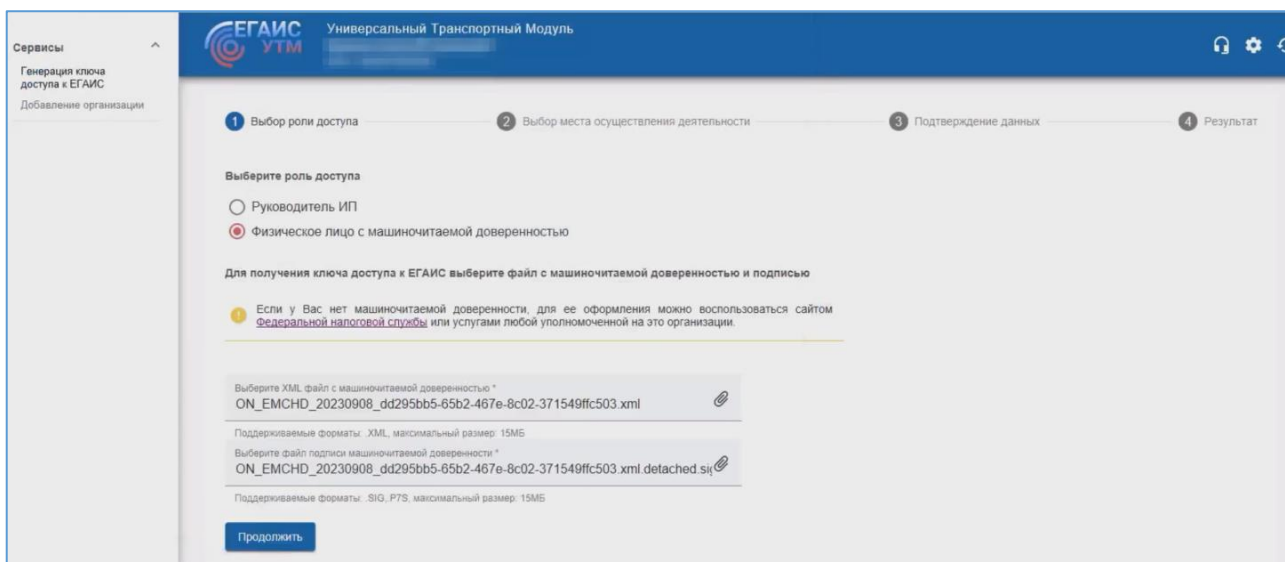 Сервисы
Генерация ключа
доступа к ЕГАИС
Добавление организации
ЕГАИС
УТМ
Универсальный Транспортный Модуль
1 Выбор роли доступа
2 Выбор места осуществления деятельности
3 Подтверждение данных
4 Результат
Выберите роль доступа
Руководитель ИП
Физическое лицо с машиночитаемой доверенностью
Для получения ключа доступа к ЕГАИС выберите файл с машиночитаемой доверенностью и подписью
Если у Вас нет машиночитаемой доверенности, для ее оформления можно воспользоваться сайтом
Федеральной налоговой службы или услугами любой уполномоченной на это организации.
Выберите XML файл с машиночитаемой доверенностью *
ON_EMCHD_20230908_dd295bb5-65b2-467e-8c02-371549ffc503.xml
Поддерживаемые форматы: .XML, максимальный размер: 15МБ
Выберите файл подписи машиночитаемой доверенности *
ON_EMCHD_20230908_dd295bb5-65b2-467e-8c02-371549ffc503.xml.detached.sig
Поддерживаемые форматы: .SIG, P7S, максимальный размер: 15МБ
Продолжить